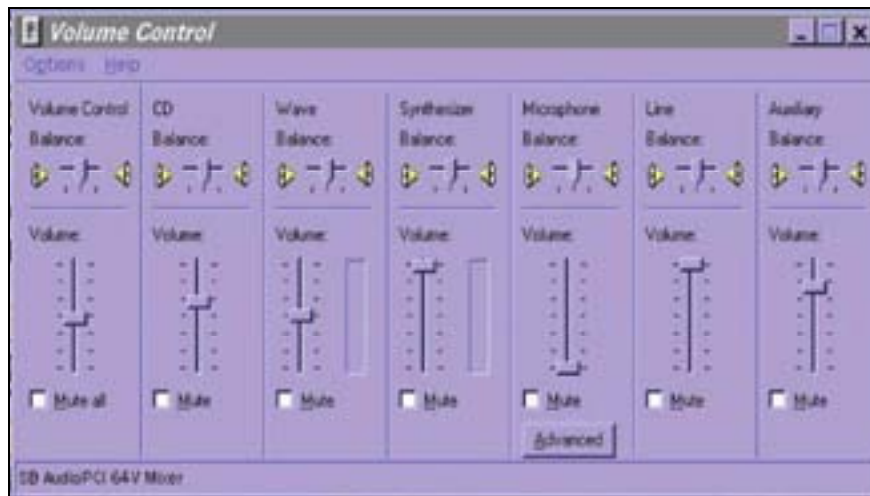 Volume Control
Options Help
Volume Control CD Wave Synthesizer Microphone Line Auxiliary
Balance: Balance: Balance: Balance: Balance: Balance: Balance:
Volume: Volume: Volume: Volume: Volume: Volume: Volume:
Mute all Mute Mute Mute Mute Mute Mute
Advanced
SB AudioPCI 64V Mixer